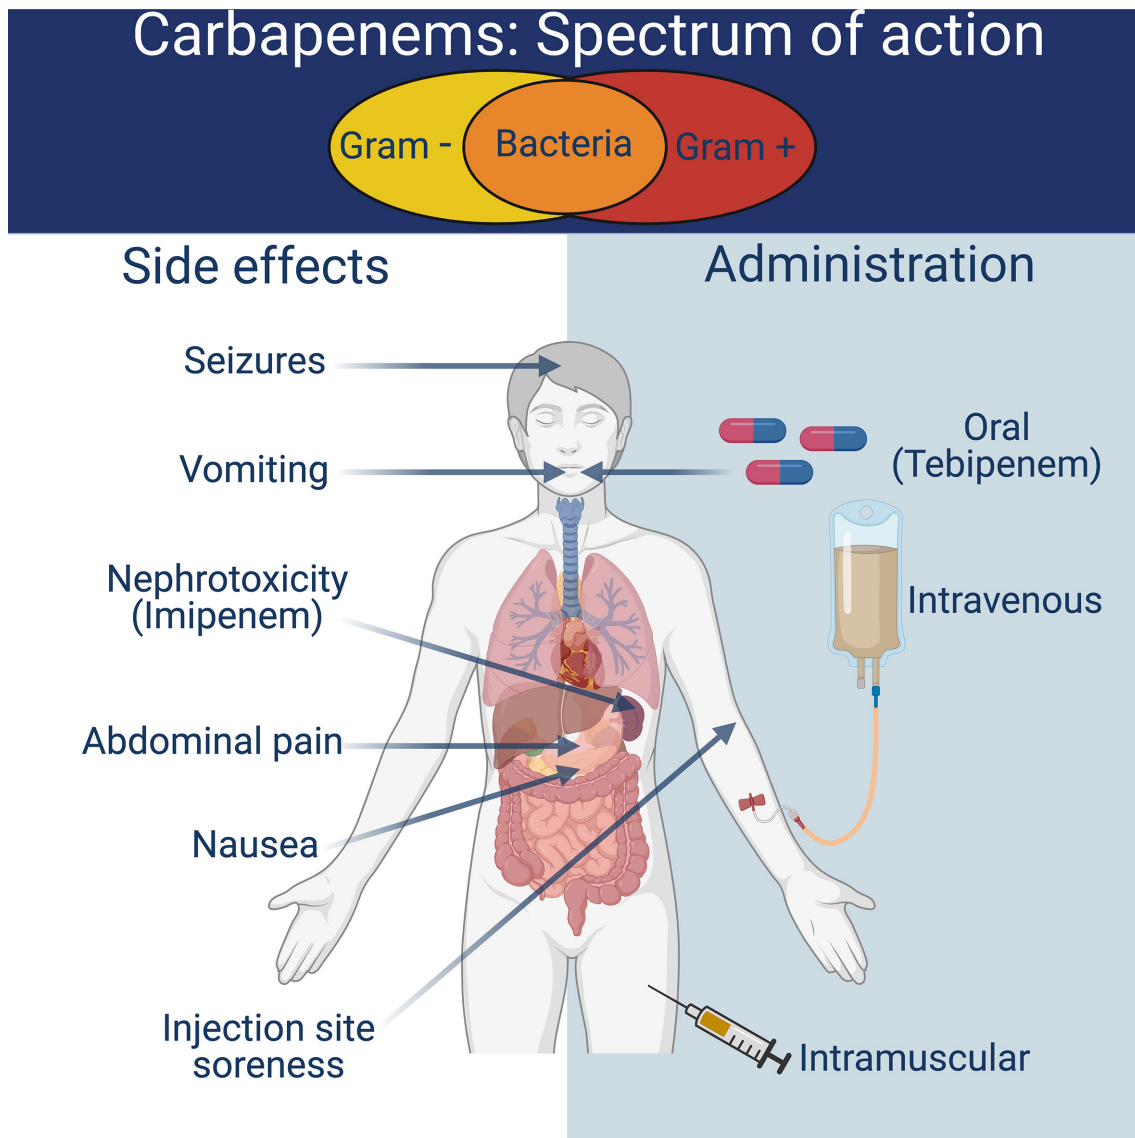 Carbapenems: Spectrum of action
Gram -
Bacteria
Gram +
Side effects
Administration
Seizures
Vomiting
Oral
(Tebipenem)
Nephrotoxicity
(Imipenem)
Intravenous
Abdominal pain
Nausea
Injection site
soreness
Intramuscular